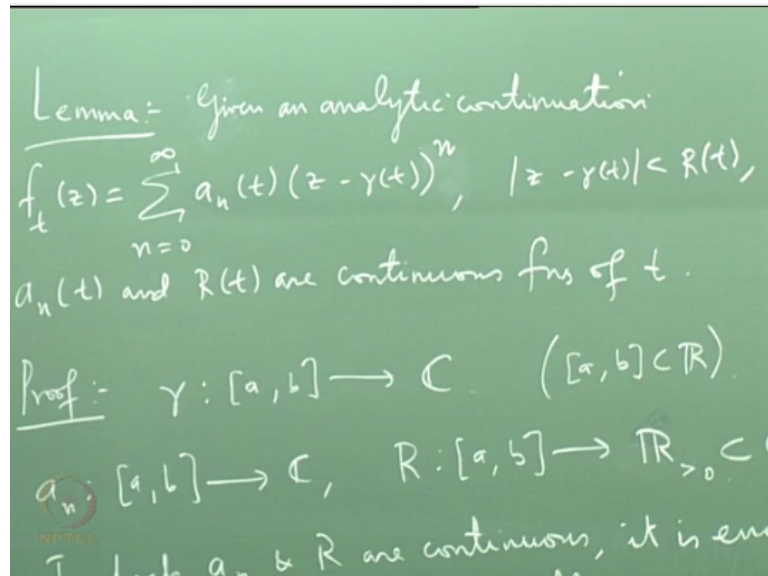 Lemma:- Given an analytic continuation
f_t(z) = ∑_{n=0}^{∞} a_n(t) (z - γ(t))^n, |z - γ(t)| < R(t),
a_n(t) and R(t) are continuous fns of t.
Proof:- γ : [a, b] → ℂ ([a, b] ⊂ ℝ).
a_n : [a, b] → ℂ, R : [a, b] → ℝ_{>0} ⊂
NPTEL
a_n & R are continuous, it is